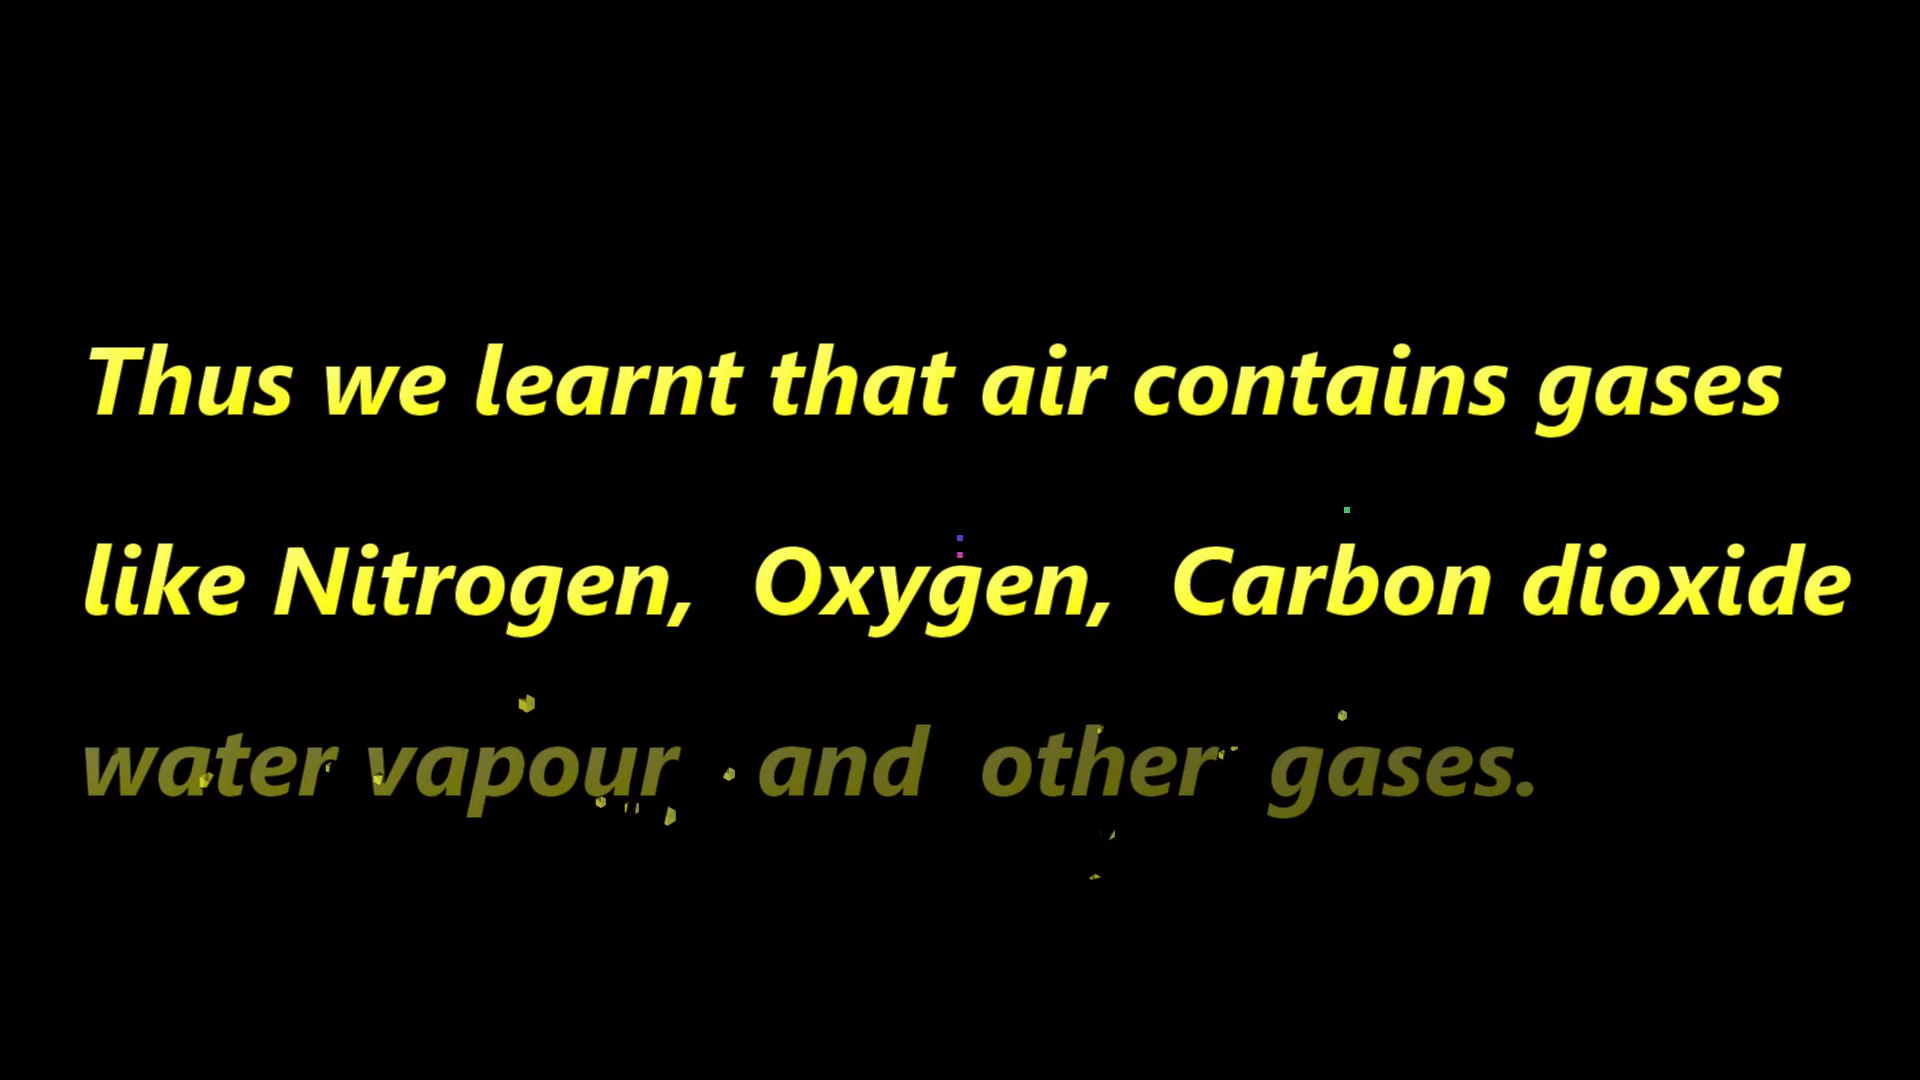 Thus we learnt that air contains gases
like Nitrogen, Oxygen, Carbon dioxide
water vapour and other gases.